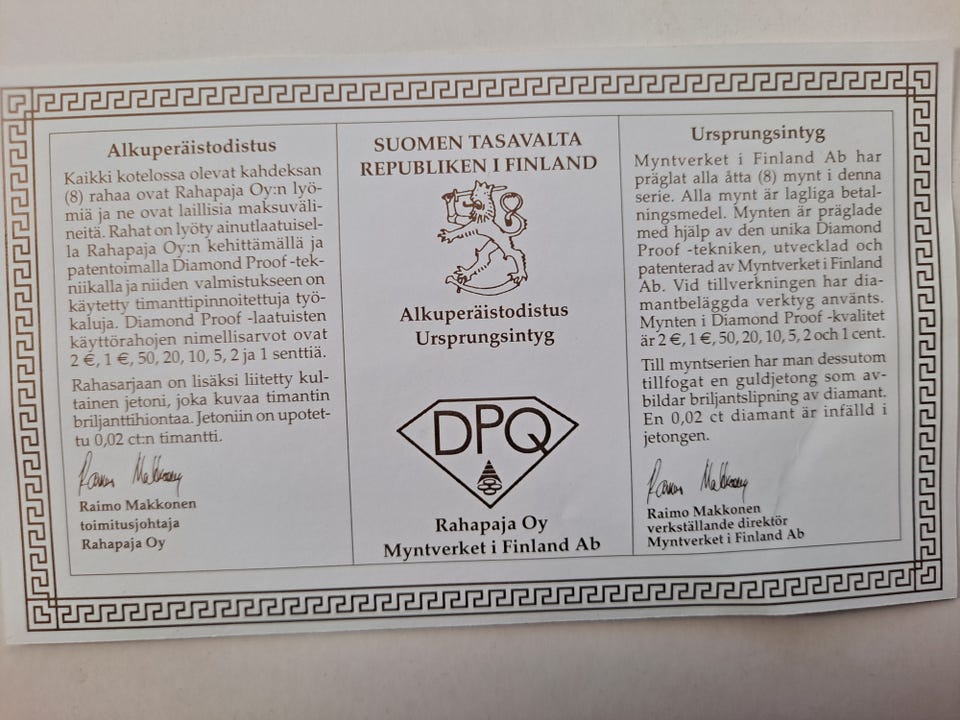 Alkuperäistodistus
Kaikki kotelossa olevat kahdeksan
(8) rahaa ovat Rahapaja Oy:n lyö-
miä ja ne ovat laillisia maksuväli-
neitä. Rahat on lyöty ainutlaatuisel-
la Rahapaja Oy:n kehittämällä ja
patentoimalla Diamond Proof -tek-
niikalla ja niiden valmistukseen on
käytetty timanttipinnoitettuja työ-
kaluja. Diamond Proof -laatuisten
käyttörahojen nimellisarvot ovat
2 €, 1 €, 50, 20, 10, 5, 2 ja 1 senttiä.
Rahasarjaan on lisäksi liitetty kul-
tainen jetoni, joka kuvaa timantin
briljanttihiontaa. Jetoniin on upotet-
tu 0,02 ct:n timantti.
Raimo Makkonen
Raimo Makkonen
toimitusjohtaja
Rahapaja Oy
SUOMEN TASAVALTA
REPUBLIKEN I FINLAND
Alkuperäistodistus
Ursprungsintyg
DPQ
Rahapaja Oy
Myntverket i Finland Ab
Ursprungsintyg
Myntverket i Finland Ab har
präglat alla åtta (8) mynt i denna
serie. Alla mynt är lagliga betal-
ningsmedel. Mynten är präglade
med hjälp av den unika Diamond
Proof -tekniken, utvecklad och
patenterad av Myntverket i Finland
Ab. Vid tillverkningen har dia-
mantbeläggda verktyg använts.
Mynten i Diamond Proof -kvalitet
är 2 €, 1 €, 50, 20, 10, 5, 2 och 1 cent.
Till myntserien har man dessutom
tillfogat en guldjetong som av-
bildar briljantslipning av diamant.
En 0,02 ct diamant är infälld i
jetongen.
Raimo Makkonen
Raimo Makkonen
verkställande direktör
Myntverket i Finland Ab